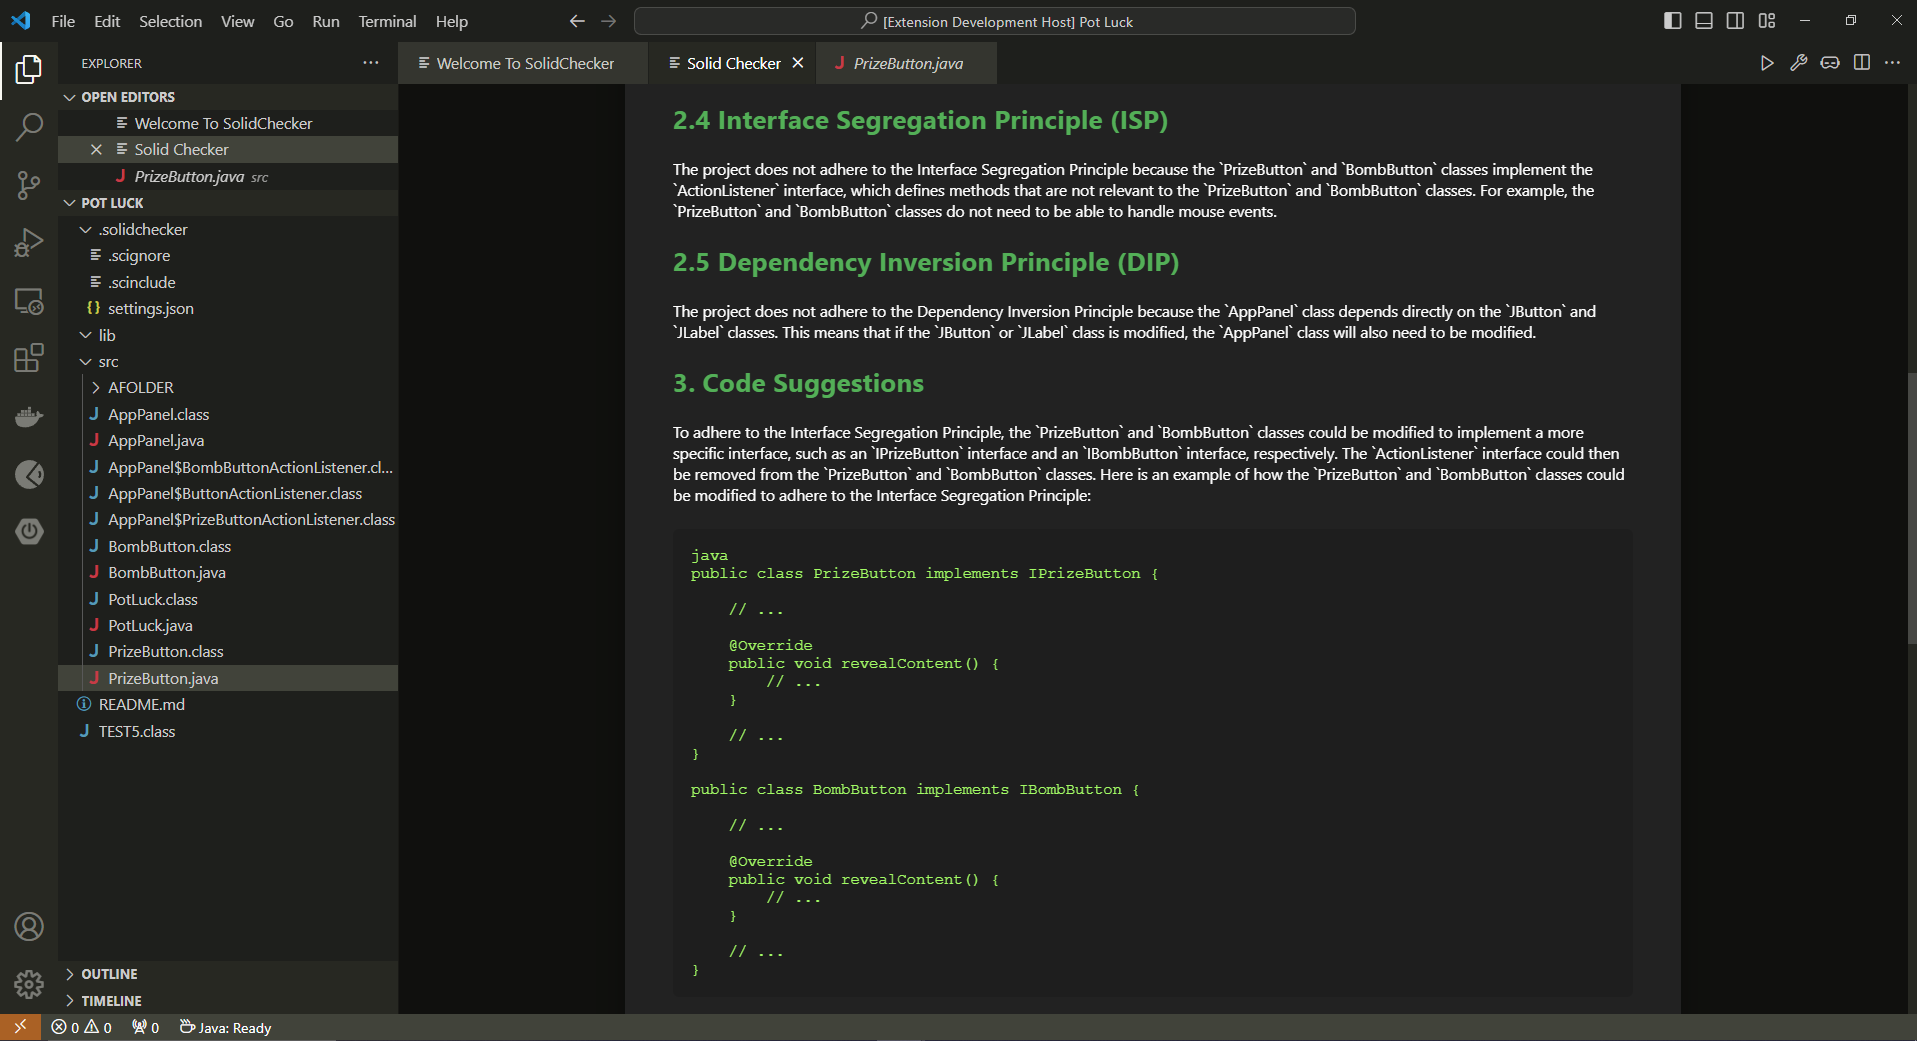 File Edit Selection View Go Run Terminal Help
[Extension Development Host] Pot Luck
EXPLORER
OPEN EDITORS
Welcome To SolidChecker
Solid Checker
PrizeButton.java src
POT LUCK
.solidchecker
.scignore
.scinclude
{} settings.json
lib
src
AFOLDER
J AppPanel.class
J AppPanel.java
J AppPanel$BombButtonActionListener.cl...
J AppPanel$ButtonActionListener.class
J AppPanel$PrizeButtonActionListener.class
J BombButton.class
J BombButton.java
J PotLuck.class
J PotLuck.java
J PrizeButton.class
J PrizeButton.java
README.md
J TEST5.class
OUTLINE
TIMELINE
Welcome To SolidChecker
Solid Checker
J PrizeButton.java
2.4 Interface Segregation Principle (ISP)
The project does not adhere to the Interface Segregation Principle because the `PrizeButton` and `BombButton` classes implement the
`ActionListener` interface, which defines methods that are not relevant to the `PrizeButton` and `BombButton` classes. For example, the
`PrizeButton` and `BombButton` classes do not need to be able to handle mouse events.
2.5 Dependency Inversion Principle (DIP)
The project does not adhere to the Dependency Inversion Principle because the `AppPanel` class depends directly on the `JButton` and
`JLabel` classes. This means that if the `JButton` or `JLabel` class is modified, the `AppPanel` class will also need to be modified.
3. Code Suggestions
To adhere to the Interface Segregation Principle, the `PrizeButton` and `BombButton` classes could be modified to implement a more
specific interface, such as an `IPrizeButton` interface and an `IBombButton` interface, respectively. The `ActionListener` interface could then
be removed from the `PrizeButton` and `BombButton` classes. Here is an example of how the `PrizeButton` and `BombButton` classes could
be modified to adhere to the Interface Segregation Principle:
java
public class PrizeButton implements IPrizeButton {
// ...
@Override
public void revealContent() {
// ...
}
// ...
}
public class BombButton implements IBombButton {
// ...
@Override
public void revealContent() {
// ...
}
// ...
}
0 0 0 Java: Ready